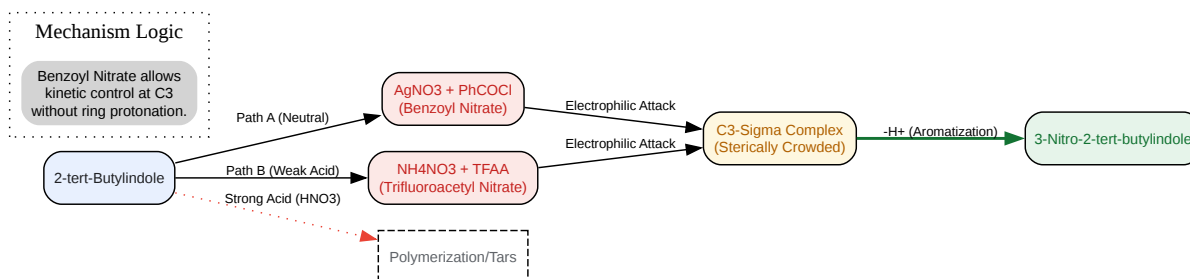 Mechanism Logic
Benzoyl Nitrate allows
kinetic control at C3
without ring protonation.
2-tert-Butylindole
Path A (Neutral)
Path B (Weak Acid)
Strong Acid (HNO3)
AgNO3 + PhCOCl
(Benzoyl Nitrate)
NH4NO3 + TFAA
(Trifluoroacetyl Nitrate)
Polymerization/Tars
Electrophilic Attack
Electrophilic Attack
C3-Sigma Complex
(Sterically Crowded)
-H+ (Aromatization)
3-Nitro-2-tert-butylindole